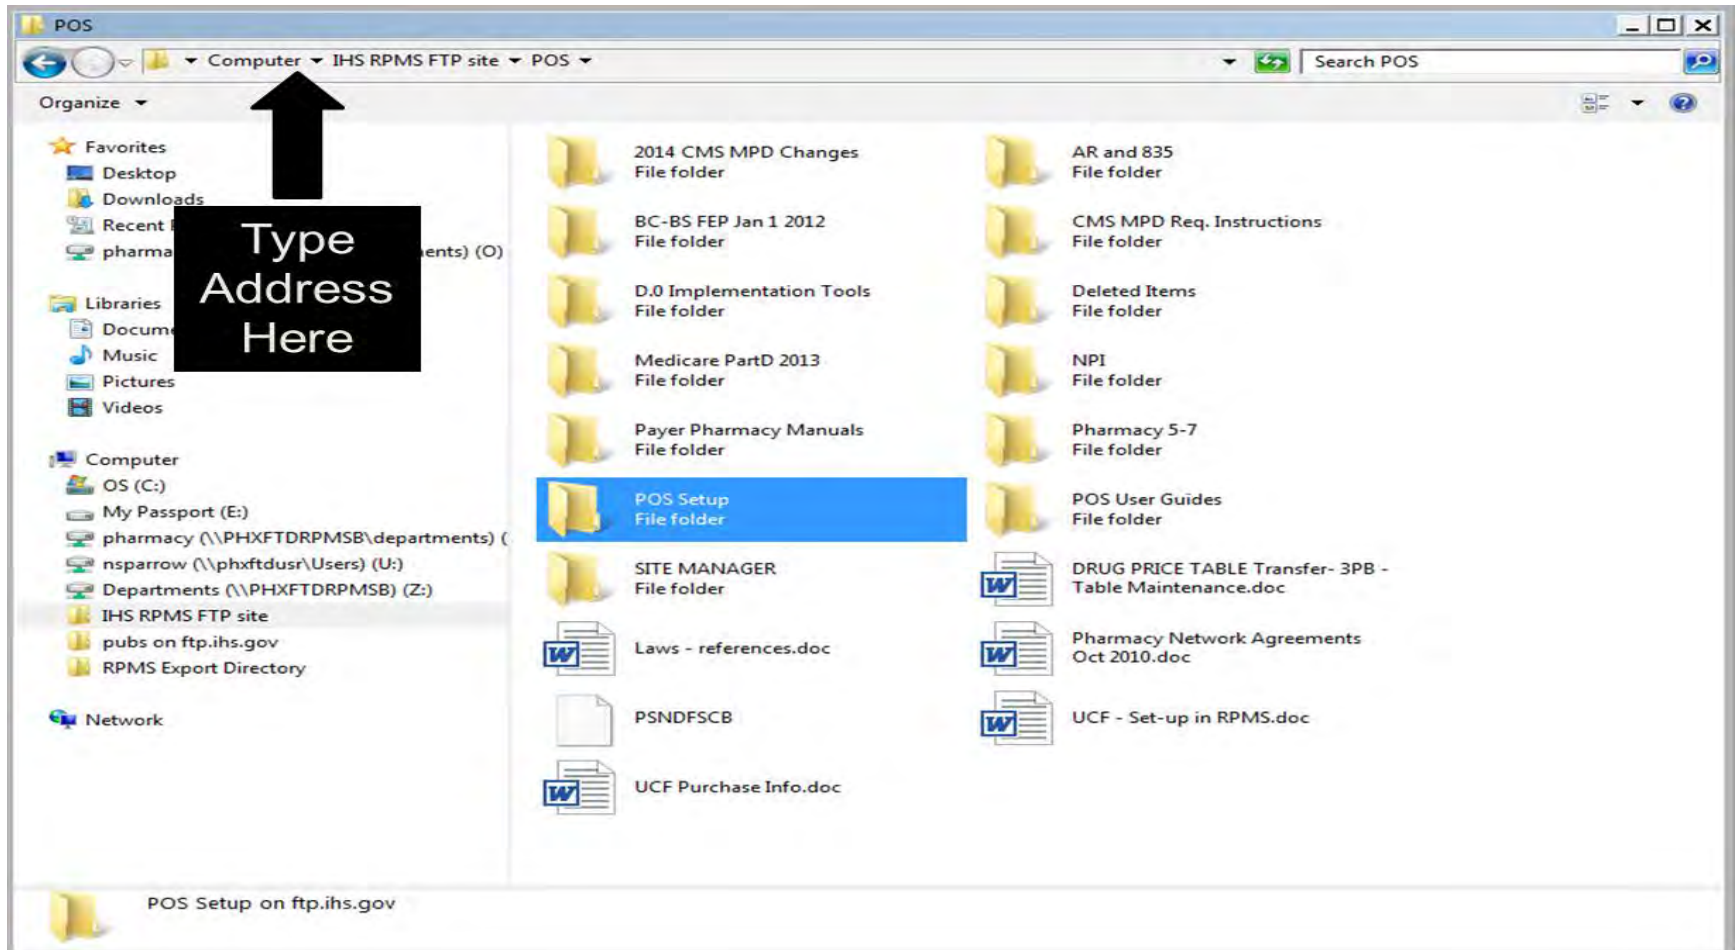 POS
Computer IHS RPMS FTP site POS
Search POS
Organize
Favorites
Desktop
Downloads
Recent
pharma ents) (O)
Libraries
Docume
Music
Pictures
Videos
Computer
OS (C:)
My Passport (E:)
pharmacy (\\PHXFTDRPMSB\departments) (
nsparrow (\\phxftdusr\Users) (U:)
Departments (\\PHXFTDRPMSB) (Z:)
IHS RPMS FTP site
pubs on ftp.ihs.gov
RPMS Export Directory
Network
Type
Address
Here
2014 CMS MPD Changes
File folder
AR and 835
File folder
BC-BS FEP Jan 1 2012
File folder
CMS MPD Req. Instructions
File folder
D.0 Implementation Tools
File folder
Deleted Items
File folder
Medicare PartD 2013
File folder
NPI
File folder
Payer Pharmacy Manuals
File folder
Pharmacy 5-7
File folder
POS Setup
File folder
POS User Guides
File folder
SITE MANAGER
File folder
DRUG PRICE TABLE Transfer- 3PB -
Table Maintenance.doc
Laws - references.doc
Pharmacy Network Agreements
Oct 2010.doc
PSNDFSCB
UCF - Set-up in RPMS.doc
UCF Purchase Info.doc
POS Setup on ftp.ihs.gov